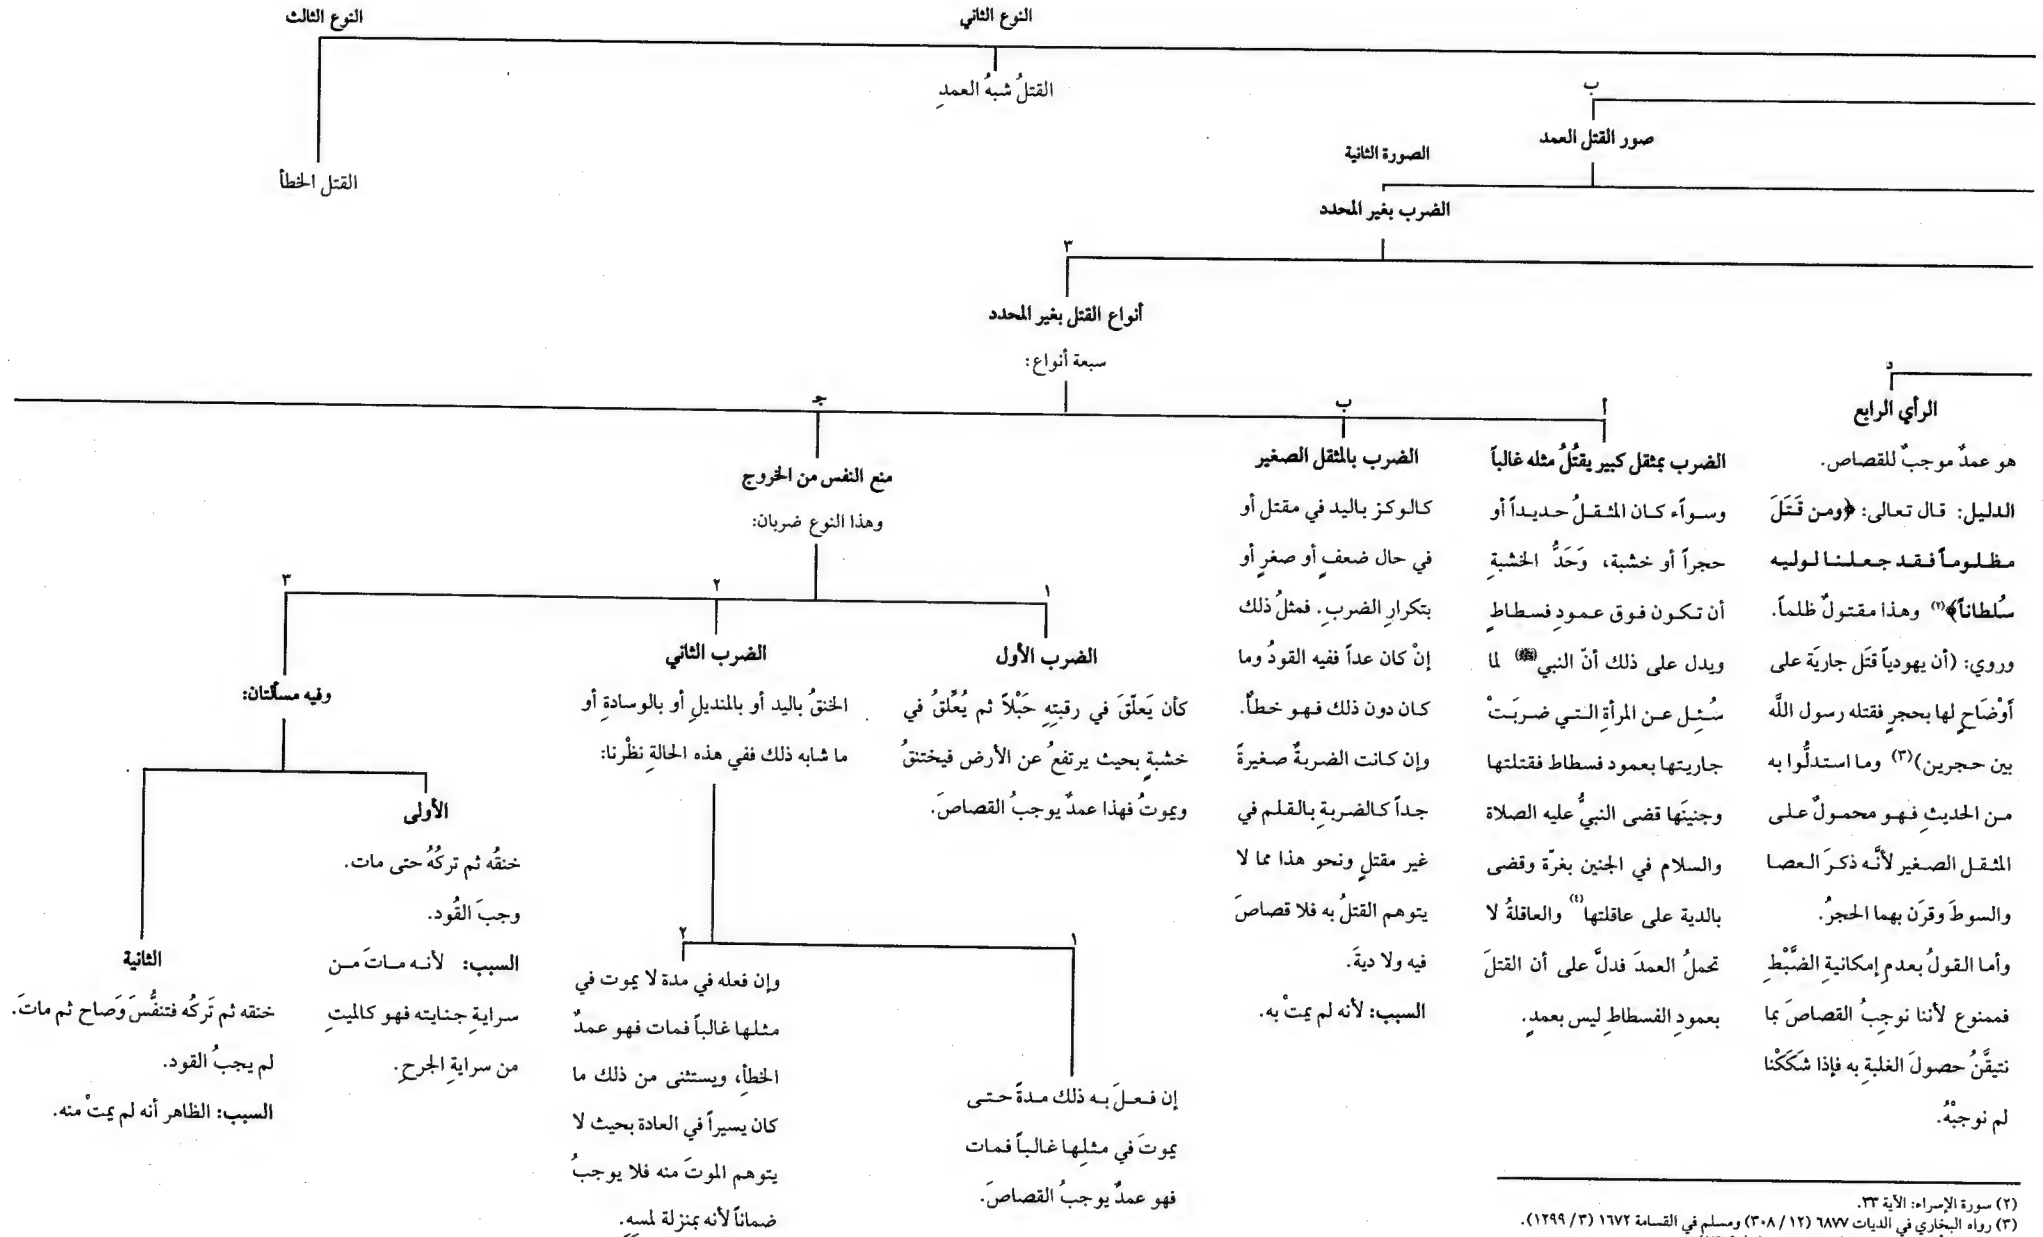 النوع الثاني
النوع الثالث
القتلُ شبهُ العمدِ
القتل الخطأ
ب
صور القتل العمد
الصورة الثانية
الضرب بغير المحدد
٣
أنواع القتل بغير المحدد
سبعة أنواع:
د
الرأي الرابع
هو عمدٌ موجبٌ للقصاص.
الدليل: قال تعالى: ﴿ومن قَتَلَ
مظلوماً فقد جعلنا لوليه
سُلطاناً﴾(٢) وهذا مقتولٌ ظلماً.
وروي: (أن يهودياً قتَل جاريَة على
أوْضَاحٍ لها بحجرٍ فقتله رسول اللَّه
بين حجرين)(٣) وما استدلُّوا به
من الحديثِ فهو محمولٌ على
المثقل الصغير لأنَّه ذكرَ العصا
والسوطَ وقرَن بهما الحجرُ.
وأما القولُ بعدمِ إمكانيةِ الضَّبْطِ
فممنوع لأننا نوجِبُ القصاصَ بما
نتيقَّنُ حصولَ الغلبةِ به فإذا شكَكْنا
لم نوجبْهُ.
أ
الضرب بمثقل كبير يقتُلُ مثله غالباً
وسوآء كان المثقلُ حديداً أو
حجراً أو خشبة، وَحَدُّ الخشبةِ
أن تكون فوق عمودِ فسطاطٍ
ويدل على ذلك أنّ النبي ﷺ لما
سُئِل عن المرأةِ التي ضربَتْ
جاريتها بعمود فسطاط فقتلتها
وجنينَها قضى النبيُّ عليه الصلاة
والسلام في الجنين بغرّة وقضى
بالدية على عاقلتها(٤) والعاقلةُ لا
تحملُ العمدَ فدلَّ على أن القتلَ
بعمودِ الفسطاطِ ليس بعمدٍ.
ب
الضرب بالمثقل الصغير
كالوكز باليد في مقتل أو
في حال ضعفٍ أو صغرٍ أو
بتكرارِ الضربِ. فمثلُ ذلك
إنْ كان عداً ففيه القودُ وما
كان دون ذلك فهو خطأٌ.
وإن كانت الضربةٌ صغيرةً
جداً كالضربةِ بالقلم في
غير مقتلٍ ونحو هذا مما لا
يتوهم القتلُ به فلا قصاصَ
فيه ولا ديةَ.
السبب: لأنه لم يمتْ به.
جـ
منع النفس من الخروج
وهذا النوع ضربان:
١
الضرب الأول
كأن يَعلّقَ في رقبتِهِ حَبْلاً ثم يُعُلِّقُ في
خشبةٍ بحيث يرتفعُ عن الأرض فيختنقُ
ويموتُ فهذا عمدٌ يوجبُ القصاصَ.
٢
الضرب الثاني
الخنقُ باليد أو بالمنديلِ أو بالوسادةِ أو
ما شابه ذلك ففي هذه الحالةِ نظْرنا:
١
إن فعلَ به ذلك مدةً حتى
يموتَ في مثلِها غالباً فمات
فهو عمدٌ يوجبُ القصاصَ.
٢
وإن فعله في مدة لا يموت في
مثلها غالباً فمات فهو عمدٌ
الخطأِ، ويستثنى من ذلك ما
كان يسيراً في العادة بحيث لا
يتوهم الموتَ منه فلا يوجبُ
ضماناً لأنه بمنزلة لمسِهِ.
٣
وفيه مسألتان:
الأولى
خنقُه ثم تركُهُ حتى مات.
وجبَ القُود.
السبب: لأنه ماتَ من
سرايةِ جنايته فهو كالميتِ
من سرايةِ الجرحِ.
الثانية
خنقه ثم تَركُه فتنفَّسَ وَصاح ثم ماتَ.
لم يجبُ القود.
السبب: الظاهر أنه لم يمتْ منه.
(٢) سورة الإسراء: الآية ٣٣.
(٣) رواه البخاري في الديات ٦٨٧٧ (١٢/ ٣٠٨) ومسلم في القسامة ١٦٧٢ (٣/ ١٢٩٩).